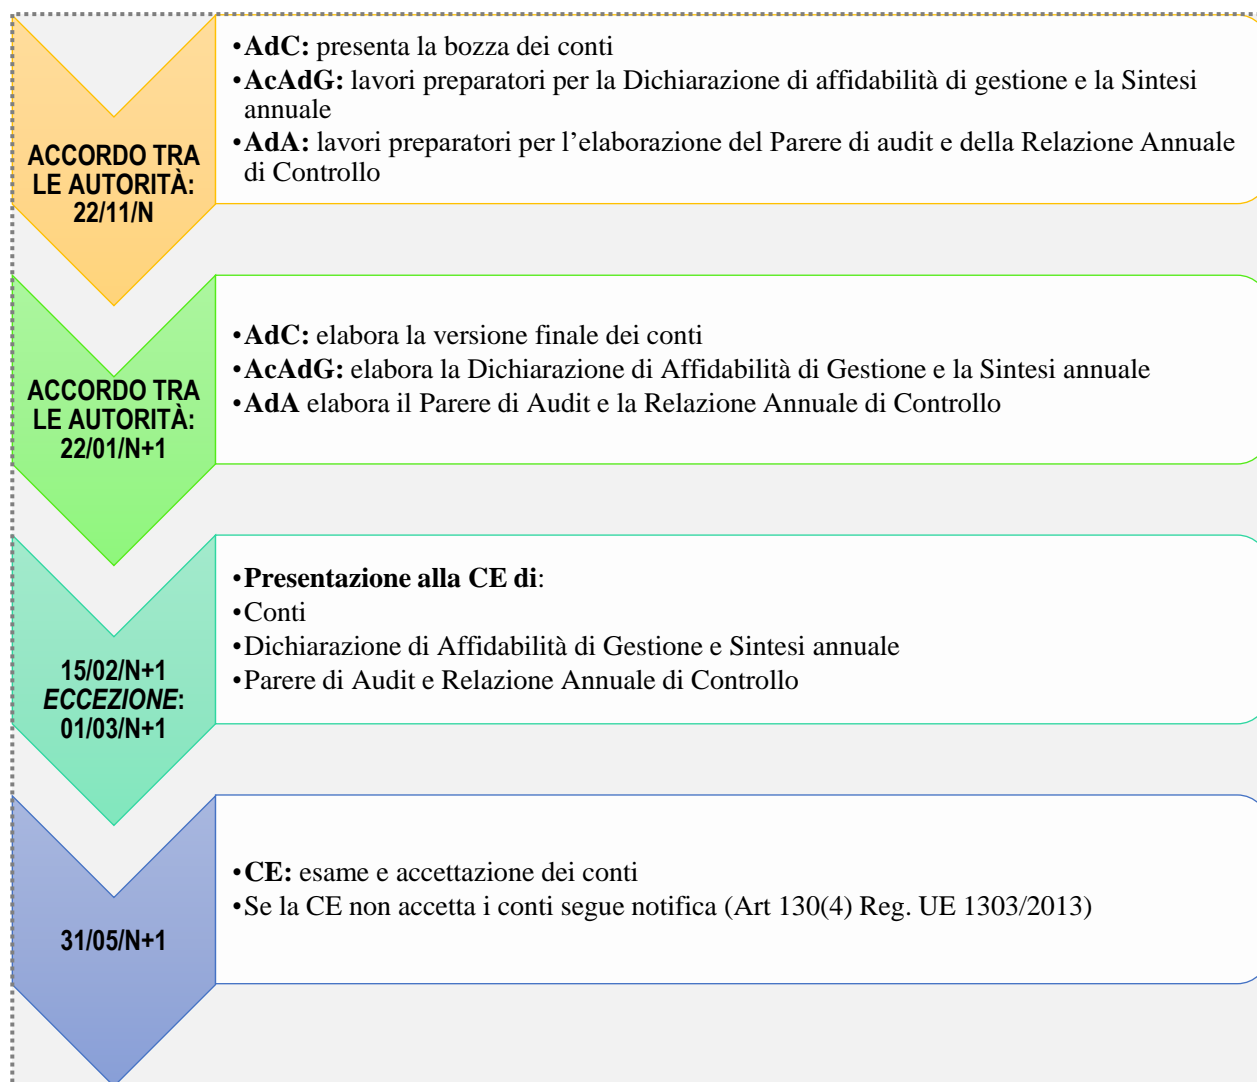 •AdC: presenta la bozza dei conti
•AcAdG: lavori preparatori per la Dichiarazione di affidabilità di gestione e la Sintesi
annuale
•AdA: lavori preparatori per l’elaborazione del Parere di audit e della Relazione Annuale
di Controllo
ACCORDO TRA
LE AUTORITÀ:
22/11/N
•AdC: elabora la versione finale dei conti
•AcAdG: elabora la Dichiarazione di Affidabilità di Gestione e la Sintesi annuale
•AdA elabora il Parere di Audit e la Relazione Annuale di Controllo
ACCORDO TRA
LE AUTORITÀ:
22/01/N+1
•Presentazione alla CE di:
•Conti
•Dichiarazione di Affidabilità di Gestione e Sintesi annuale
•Parere di Audit e Relazione Annuale di Controllo
15/02/N+1
ECCEZIONE:
01/03/N+1
•CE: esame e accettazione dei conti
•Se la CE non accetta i conti segue notifica (Art 130(4) Reg. UE 1303/2013)
31/05/N+1